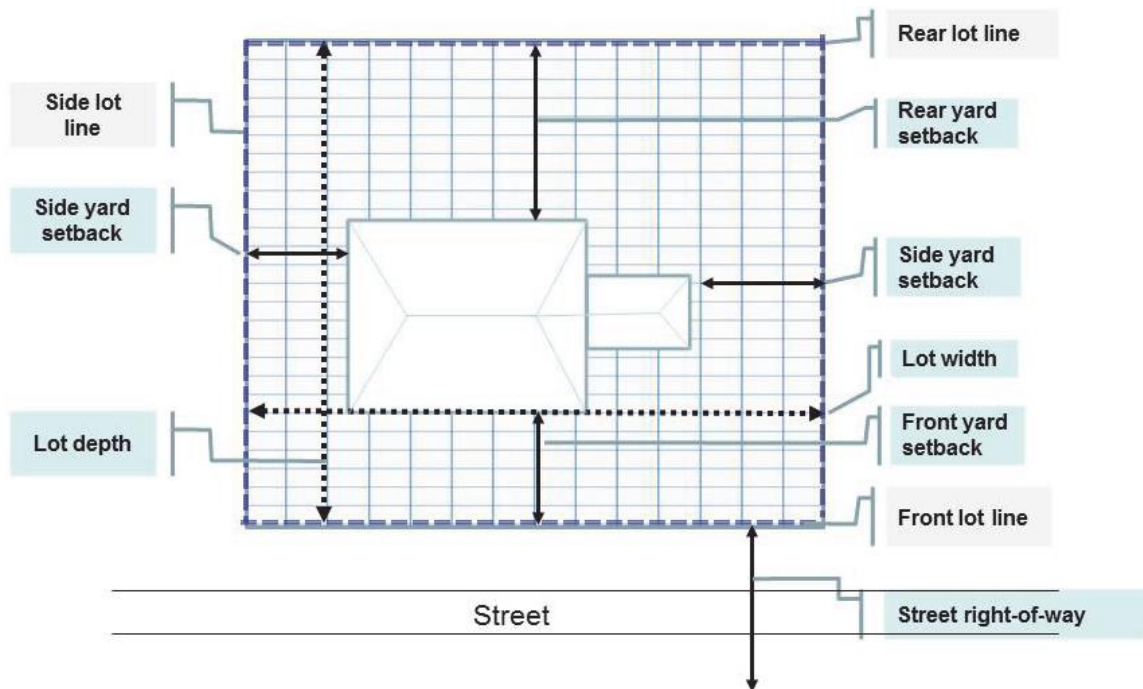 Rear lot line
Side lot
line
Rear yard
setback
Side yard
setback
Side yard
setback
Lot width
Lot depth
Front yard
setback
Front lot line
Street
Street right-of-way